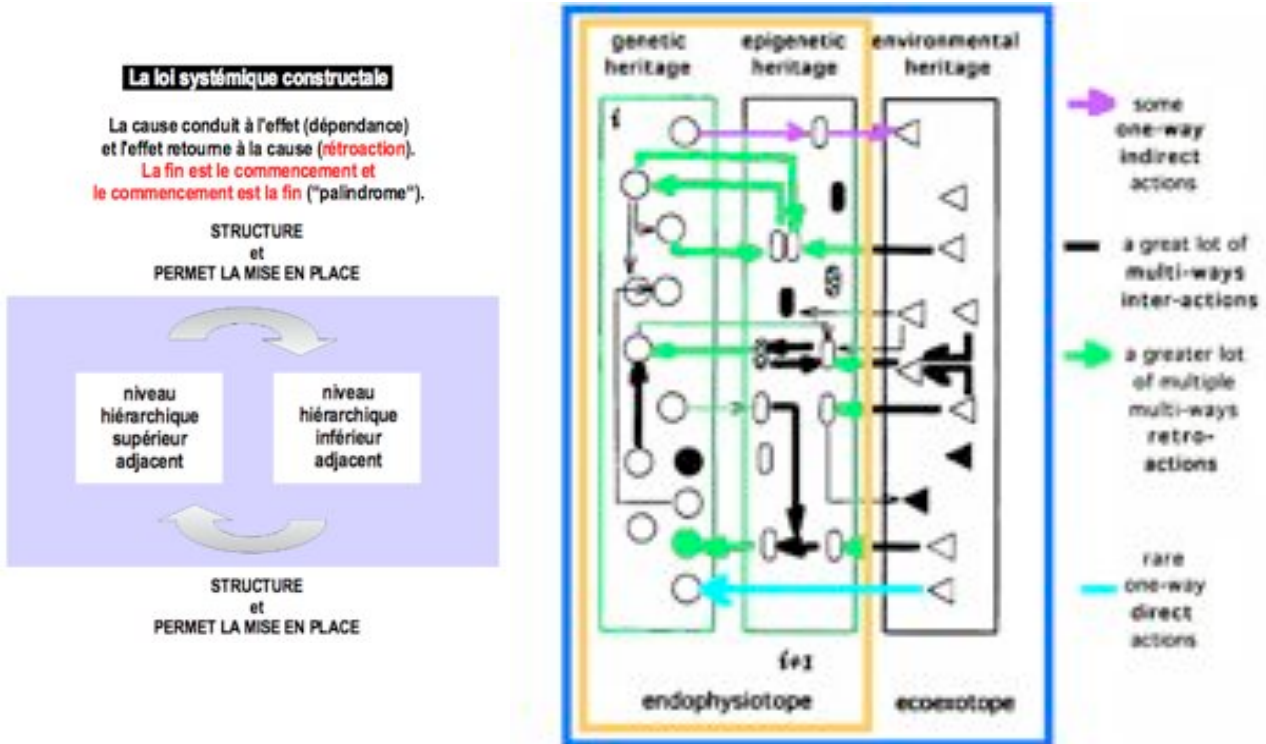 La loi systémique constructale
La cause conduit à l'effet (dépendance)
et l'effet retourne à la cause (rétroaction).
La fin est le commencement et
le commencement est la fin ("palindrome").
STRUCTURE
et
PERMET LA MISE EN PLACE
niveau
hiérarchique
supérieur
adjacent
niveau
hiérarchique
inférieur
adjacent
STRUCTURE
et
PERMET LA MISE EN PLACE
genetic
heritage
epigenetic
heritage
environmental
heritage
i
i+1
endophysiotope
ecoexotope
some
one-way
indirect
actions
a great lot of
multi-ways
inter-actions
a greater lot
of multiple
multi-ways
retro-
actions
rare
one-way
direct
actions